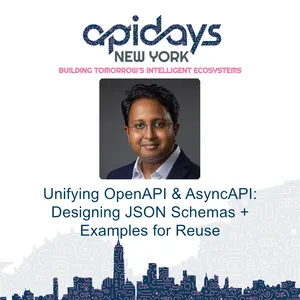 apidays
NEW YORK
BUILDING TOMORROW'S INTELLIGENT ECOSYSTEMS
Unifying OpenAPI & AsyncAPI:
Designing JSON Schemas +
Examples for Reuse